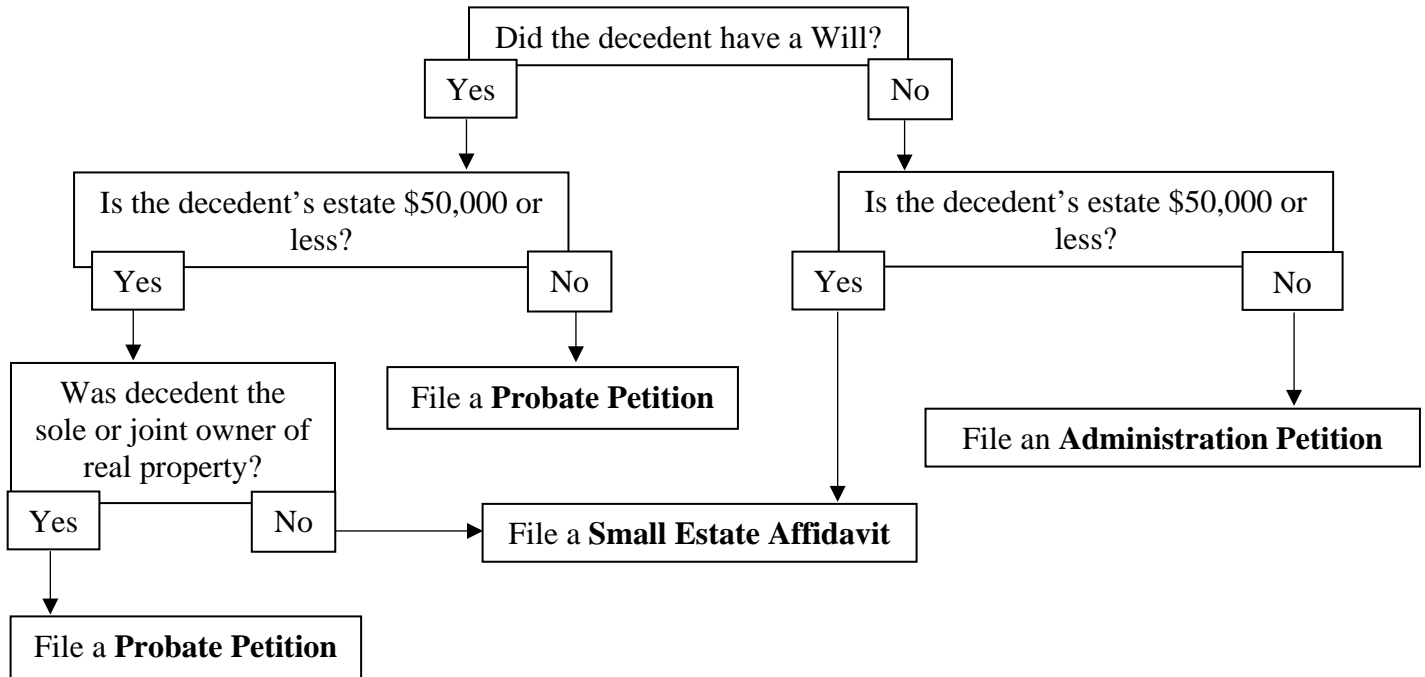 Did the decedent have a Will?
Yes
No
Is the decedent’s estate $50,000 or
less?
Yes
No
Is the decedent’s estate $50,000 or
less?
Yes
No
Was decedent the
sole or joint owner of
real property?
Yes
No
File a Probate Petition
File an Administration Petition
File a Small Estate Affidavit
File a Probate Petition